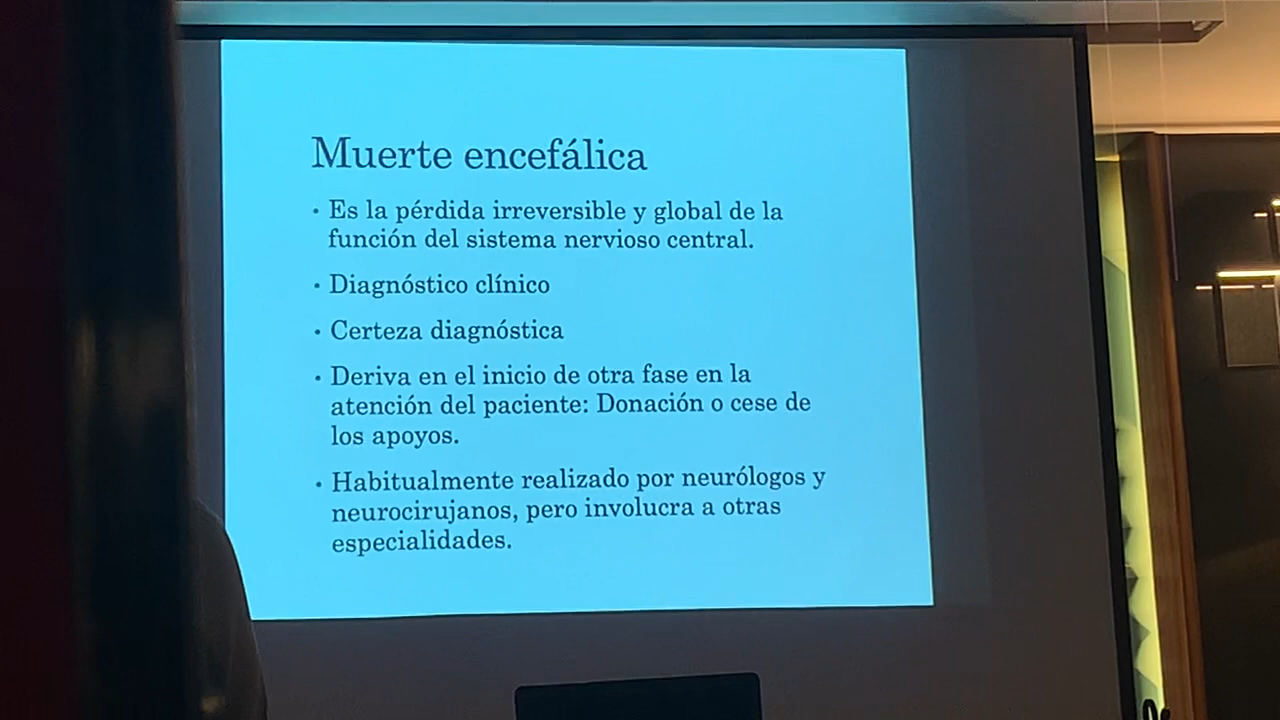 Muerte encefálica
• Es la pérdida irreversible y global de la
función del sistema nervioso central.
• Diagnóstico clínico
• Certeza diagnóstica
• Deriva en el inicio de otra fase en la
atención del paciente: Donación o cese de
los apoyos.
• Habitualmente realizado por neurólogos y
neurocirujanos, pero involucra a otras
especialidades.